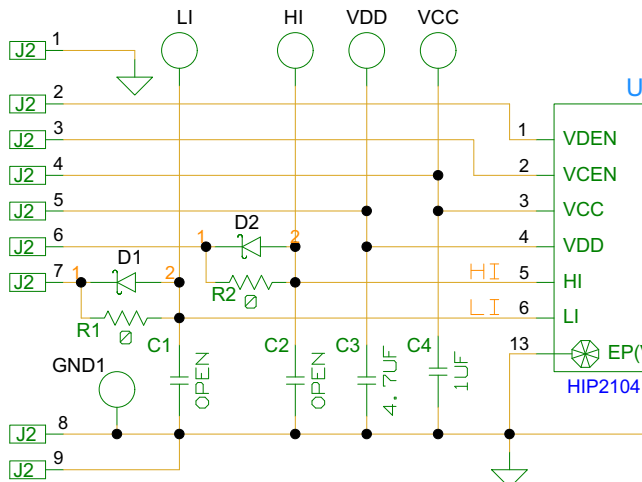 LI HI VDD VCC
J2 1
U
J2 2
1 VDEN
J2 3
2 VCEN
J2 4
3 VCC
J2 5
4 VDD
J2 6 1 D2 2
HI 5 HI
J2 7 1 D1 2
R2 0
LI 6 LI
R1 0
C1 OPEN
C2 OPEN
C3 4.7UF
C4 1UF
13 EP(V
GND1
HIP2104
J2 8
J2 9